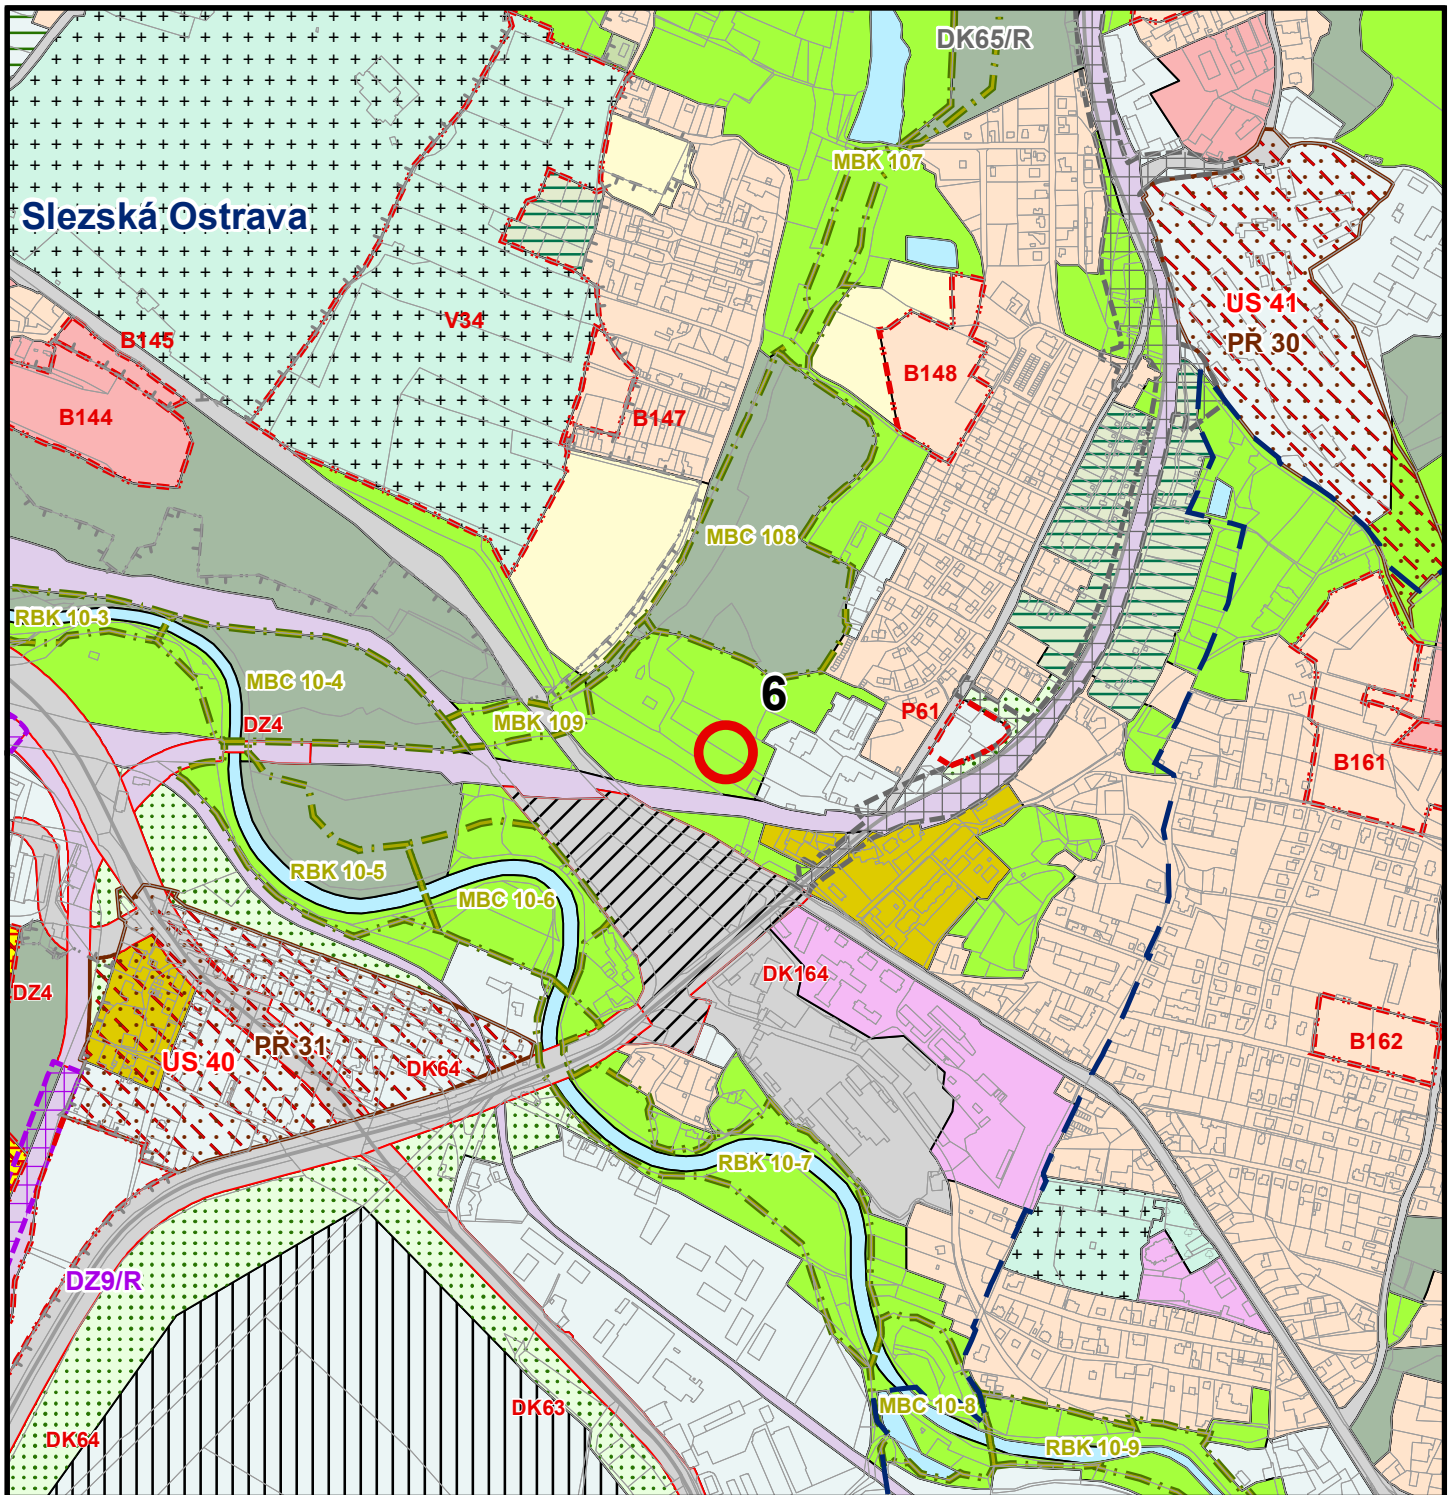 DK65/R
MBK 107
Slezská Ostrava
US 41
PŘ 30
V34
B145
B148
B144
B147
MBC 108
RBK 10-3
MBC 10-4
6
DZ4
MBK 109
P61
B161
RBK 10-5
MBC 10-6
DK164
DZ4
PŘ 31
US 40
DK64
B162
RBK 10-7
DZ9/R
DK63
MBC 10-8
DK64
RBK 10-9